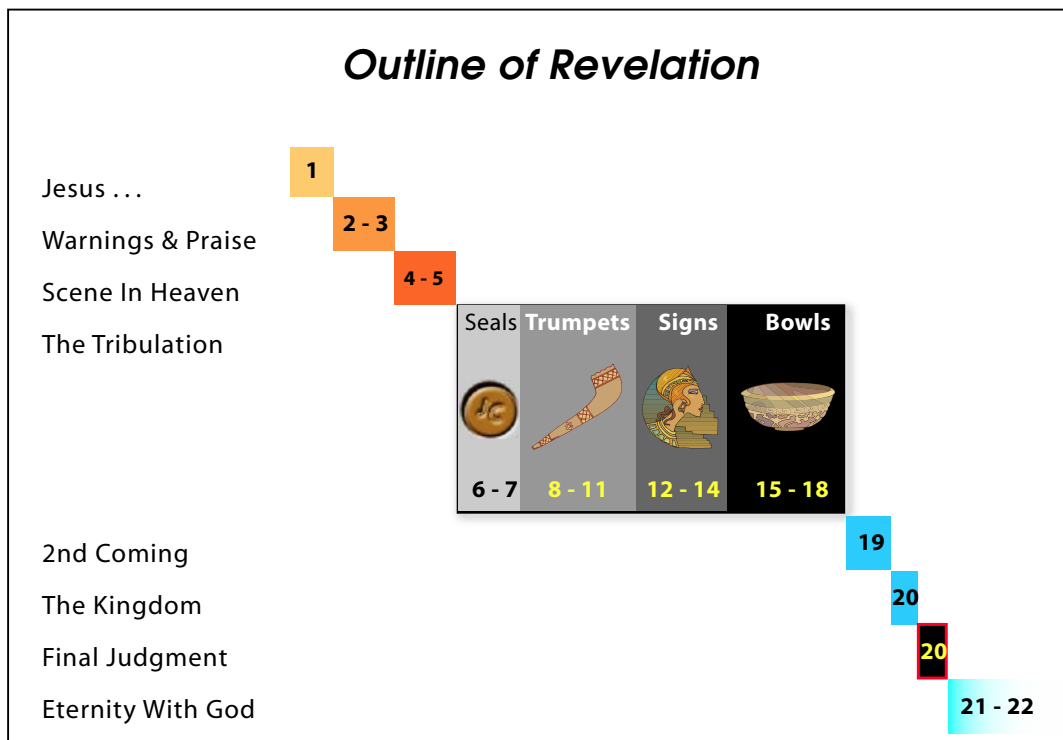 Outline of Revelation
Jesus . . .
1
Warnings & Praise
2 - 3
Scene In Heaven
4 - 5
The Tribulation
Seals Trumpets Signs Bowls
JC
6 - 7 8 - 11 12 - 14 15 - 18
2nd Coming
19
The Kingdom
20
Final Judgment
20
Eternity With God
21 - 22